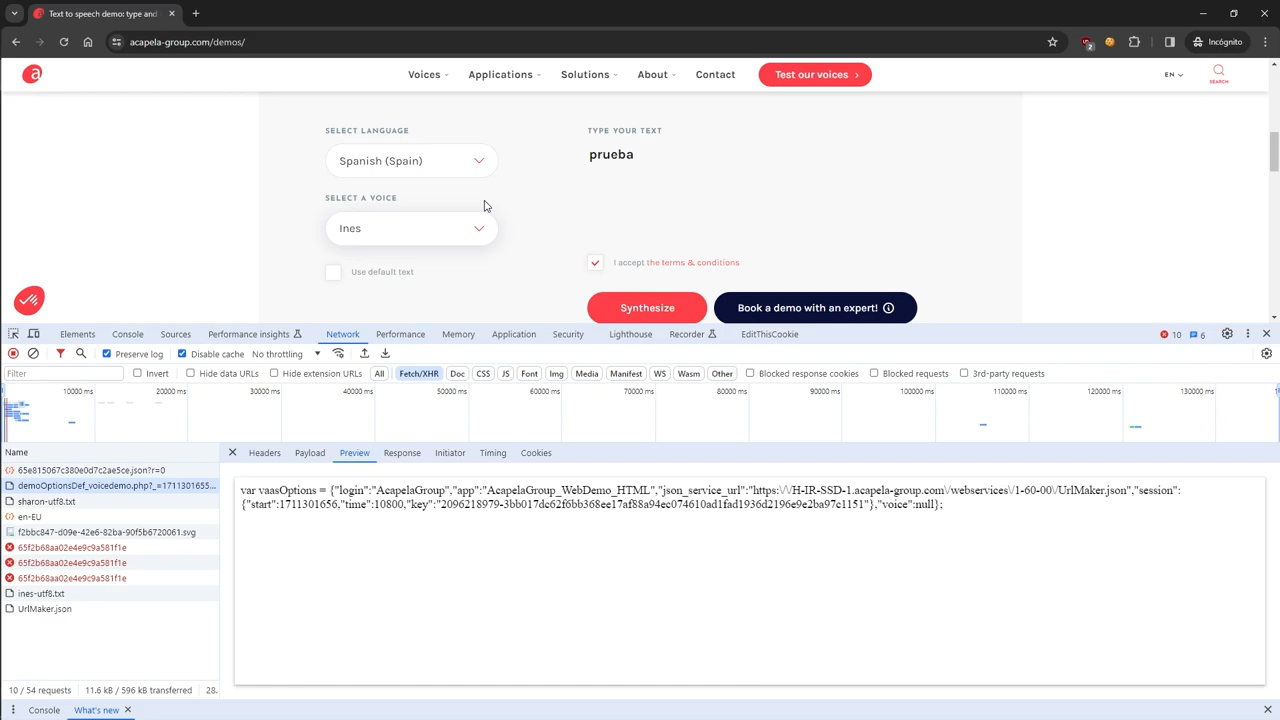 Text to speech demo: type and
acapela-group.com/demos/
2
Incógnito
Voices
Applications
Solutions
About
Contact
Test our voices
EN
SEARCH
SELECT LANGUAGE
TYPE YOUR TEXT
Spanish (Spain)
prueba
SELECT A VOICE
Ines
Use default text
I accept the terms & conditions
Synthesize
Book a demo with an expert!
Elements
Console
Sources
Performance insights
Network
Performance
Memory
Application
Security
Lighthouse
Recorder
EditThisCookie
10
6
Preserve log
Disable cache
No throttling
Filter
Invert
Hide data URLs
Hide extension URLs
All
Fetch/XHR
Doc
CSS
JS
Font
Img
Media
Manifest
WS
Wasm
Other
Blocked response cookies
Blocked requests
3rd-party requests
10000 ms
20000 ms
30000 ms
40000 ms
50000 ms
60000 ms
70000 ms
80000 ms
90000 ms
100000 ms
110000 ms
120000 ms
130000 ms
Name
Headers
Payload
Preview
Response
Initiator
Timing
Cookies
65e815067c380e0d7c2ae5ce.json?r=0
demoOptionsDef_voicedemo.php?_=1711301655...
sharon-utf8.txt
en-EU
f2bbc847-d09e-42e6-82ba-90f5b6720061.svg
65f2b68aa02e4e9c9a581f1e
65f2b68aa02e4e9c9a581f1e
65f2b68aa02e4e9c9a581f1e
ines-utf8.txt
UrlMaker.json
var vaasOptions = {"login":"AcapelaGroup","app":"AcapelaGroup_WebDemo_HTML","json_service_url":"https:\/\/H-IR-SSD-1.acapela-group.com\/webservices\/1-60-00\/UrlMaker.json","session":
{"start":1711301656,"time":10800,"key":"2096218979-3bb017dc62f6bb368ee17af88a94ec074610ad1fad1936d2196e9e2ba97c1151"},"voice":null};
10 / 54 requests
11.6 kB / 596 kB transferred
28.
Console
What's new